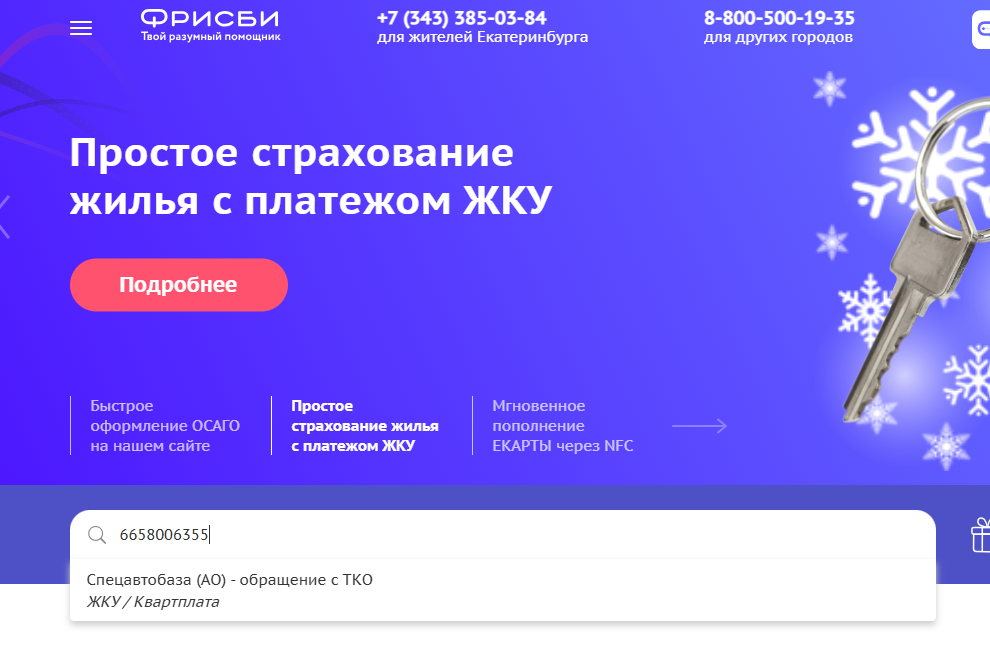 ФРИСБИ
Твой разумный помощник
+7 (343) 385-03-84
для жителей Екатеринбурга
8-800-500-19-35
для других городов
Простое страхование
жилья с платежом ЖКУ
Подробнее
Быстрое
оформление ОСАГО
на нашем сайте
Простое
страхование жилья
с платежом ЖКУ
Мгновенное
пополнение
ЕКАРТЫ через NFC
6658006355
Спецавтобаза (АО) - обращение с ТКО
ЖКУ / Квартплата